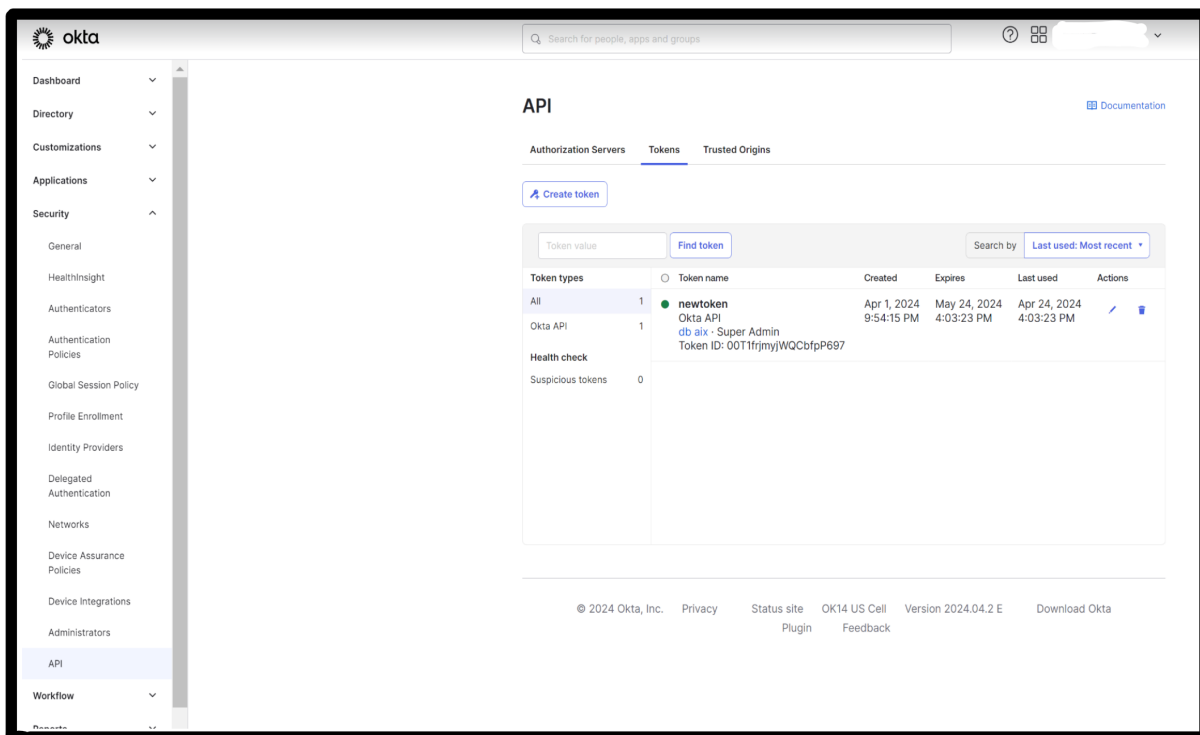 okta
Search for people, apps and groups
Dashboard
Directory
Customizations
Applications
Security
General
HealthInsight
Authenticators
Authentication
Policies
Global Session Policy
Profile Enrollment
Identity Providers
Delegated
Authentication
Networks
Device Assurance
Policies
Device Integrations
Administrators
API
Workflow
Reports
API
Documentation
Authorization Servers Tokens Trusted Origins
Create token
Token value Find token Search by Last used: Most recent
Token types Token name Created Expires Last used Actions
All 1
Okta API 1
Health check
Suspicious tokens 0
newtoken Apr 1, 2024 May 24, 2024 Apr 24, 2024
Okta API 9:54:15 PM 4:03:23 PM 4:03:23 PM
db aix · Super Admin
Token ID: 00T1frjmyjWQCbfpP697
© 2024 Okta, Inc. Privacy Status site OK14 US Cell Version 2024.04.2 E Download Okta
Plugin Feedback